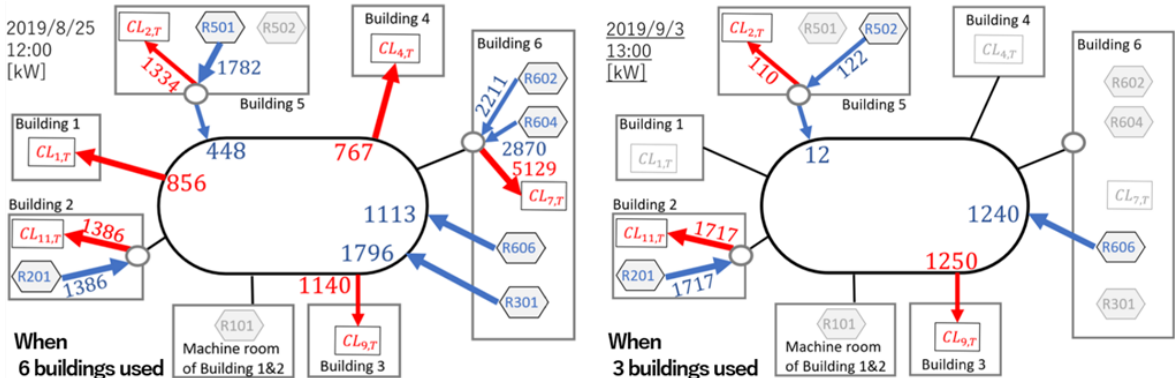 2019/8/25
12:00
[kW]
CL2,T
R501
R502
1334
1782
Building 5
Building 4
CL4,T
Building 6
R602
2211
R604
2870
5129
CL7,T
Building 1
CL1,T
448
767
856
Building 2
CL11,T
1386
R201
1386
1113
1796
R606
R301
1140
R101
Machine room
of Building 1&2
CL9,T
Building 3
When
6 buildings used
2019/9/3
13:00
[kW]
CL2,T
R501
R502
110
122
Building 5
Building 4
CL4,T
Building 6
R602
R604
CL7,T
Building 1
CL1,T
12
Building 2
CL11,T
1717
R201
1717
1240
R606
R301
1250
R101
Machine room
of Building 1&2
CL9,T
Building 3
When
3 buildings used